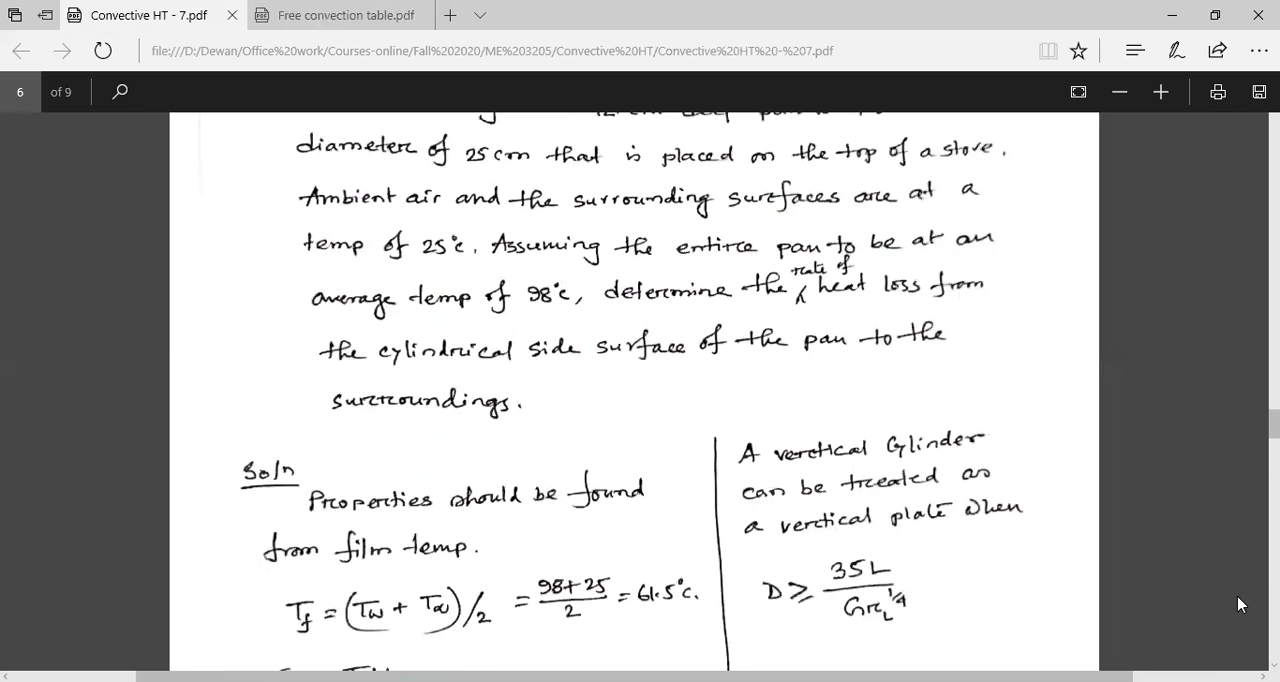 Convective HT - 7.pdf
Free convection table.pdf
file:///D:/Dewan/Office%20work/Courses-online/Fall%202020/ME%203205/Convective%20HT/Convective%20HT%20-%207.pdf
6 of 9
diameter of 25 cm that is placed on the top of a stove.
Ambient air and the surrounding surfaces are at a
temp of 25°c. Assuming the entire pan to be at an
average temp of 98°c, determine the rate of heat loss from
the cylindrical side surface of the pan to the
surroundings.
Soln
Properties should be found
from film temp.
T_f = (T_w + T_∞)/2 = (98+25)/2 = 61.5°c.
A vertical Cylinder
can be treated as
a vertical plate when
D ≥ 35L / Gr_L^1/4